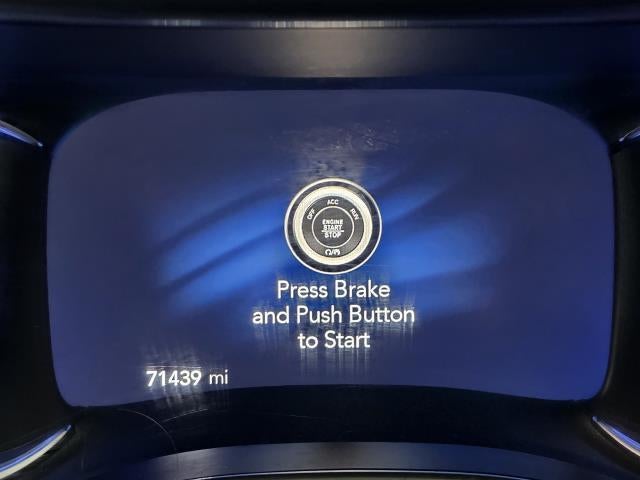 OFF ACC RUN
ENGINE
START
STOP
Press Brake
and Push Button
to Start
71439 mi